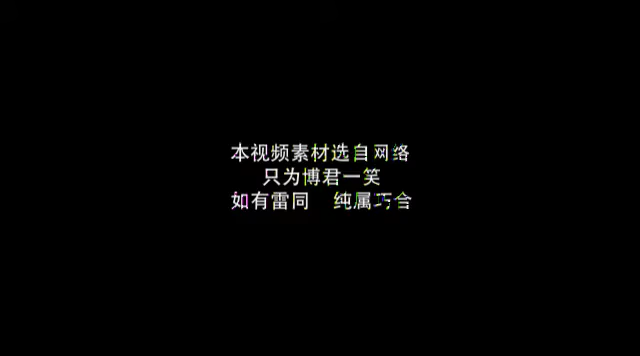 本视频素材选自网络
只为博君一笑
如有雷同　纯属巧合